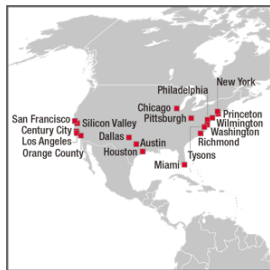 New York
Philadelphia
Chicago
Pittsburgh
Princeton
Wilmington
Washington
Richmond
Tysons
San Francisco
Silicon Valley
Century City
Los Angeles
Orange County
Dallas
Austin
Houston
Miami